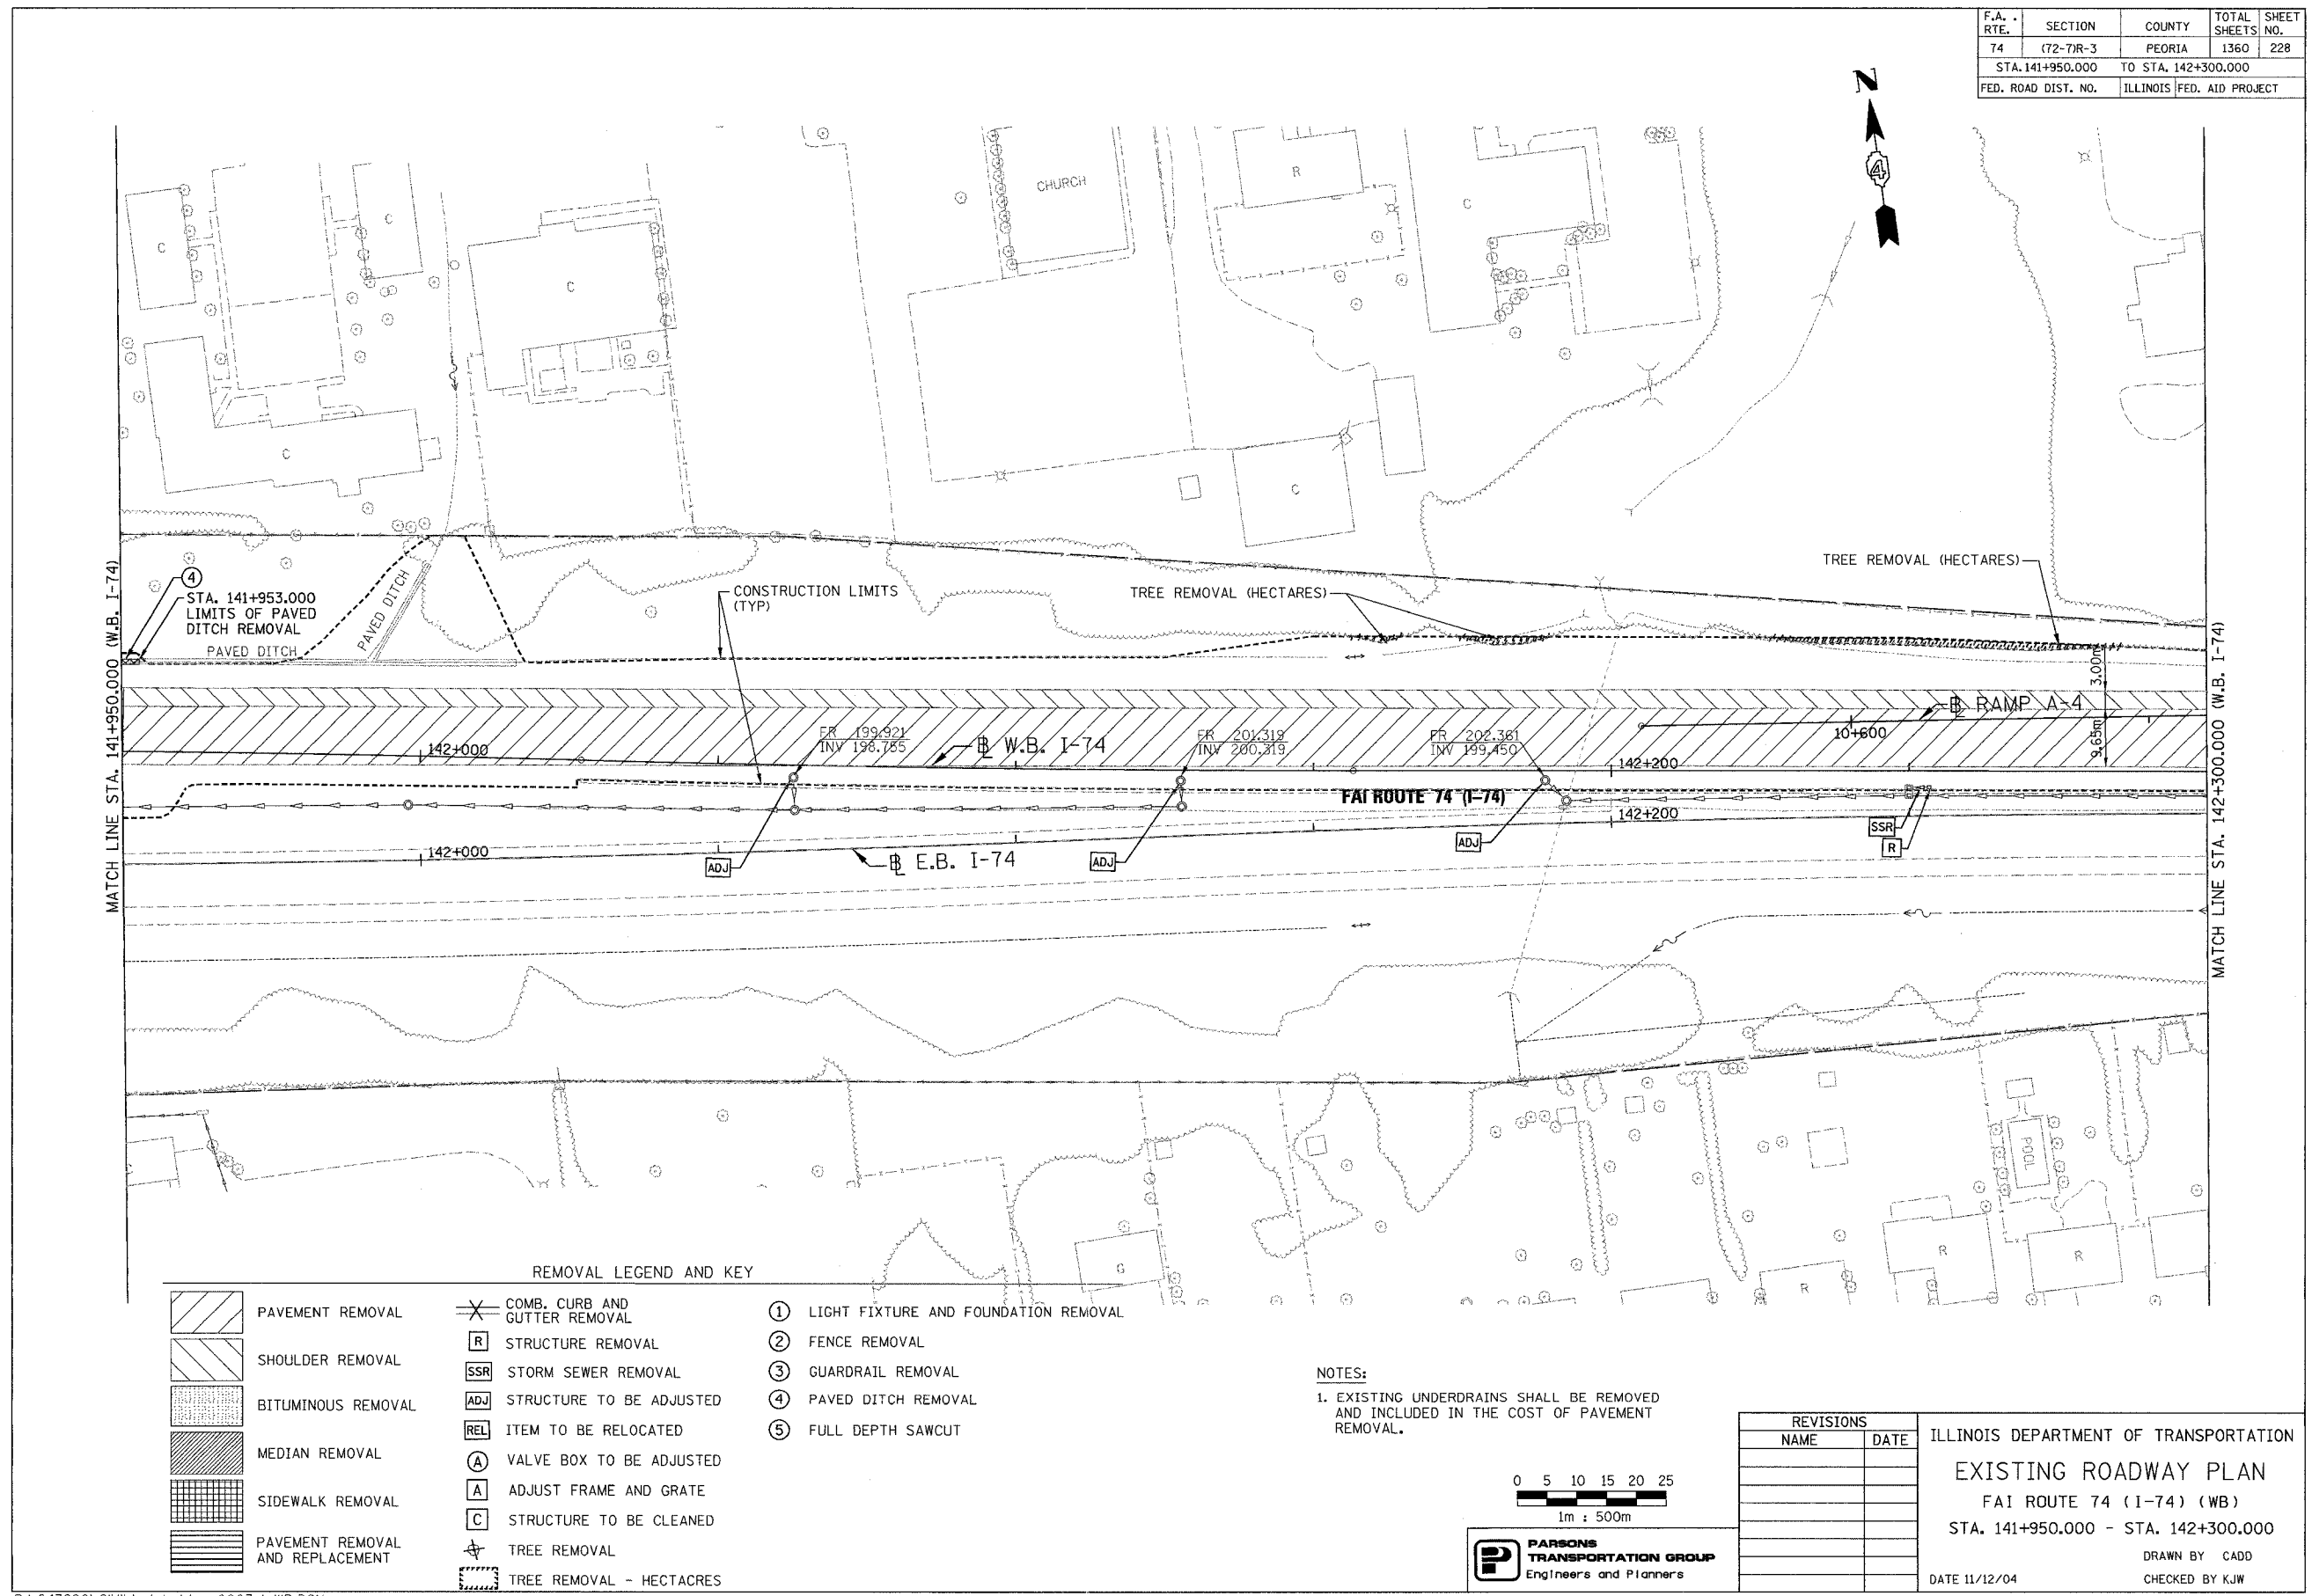 F.A. RTE.
SECTION
COUNTY
TOTAL SHEETS
SHEET NO.
74
(72-7)R-3
PEORIA
1360
228
STA. 141+950.000 TO STA. 142+300.000
FED. ROAD DIST. NO.
ILLINOIS
FED. AID PROJECT
N
4
CHURCH
R
C
C
C
C
C
C
MATCH LINE STA. 141+950.000 (W.B. I-74)
4
STA. 141+953.000
LIMITS OF PAVED
DITCH REMOVAL
PAVED DITCH
PAVED DITCH
CONSTRUCTION LIMITS
(TYP)
TREE REMOVAL (HECTARES)
TREE REMOVAL (HECTARES)
3.00m
9.65m
RAMP A-4
10+600
142+000
FR 199.921
INV 198.765
W.B. I-74
FR 201.319
INV 200.319
FR 202.361
INV 199.450
142+200
FAI ROUTE 74 (I-74)
142+200
142+000
ADJ
E.B. I-74
ADJ
ADJ
SSR
R
MATCH LINE STA. 142+300.000 (W.B. I-74)
POOL
G
R
R
R
REMOVAL LEGEND AND KEY
PAVEMENT REMOVAL
SHOULDER REMOVAL
BITUMINOUS REMOVAL
MEDIAN REMOVAL
SIDEWALK REMOVAL
PAVEMENT REMOVAL
AND REPLACEMENT
COMB. CURB AND
GUTTER REMOVAL
R STRUCTURE REMOVAL
SSR STORM SEWER REMOVAL
ADJ STRUCTURE TO BE ADJUSTED
REL ITEM TO BE RELOCATED
A VALVE BOX TO BE ADJUSTED
A ADJUST FRAME AND GRATE
C STRUCTURE TO BE CLEANED
TREE REMOVAL
TREE REMOVAL - HECTACRES
1 LIGHT FIXTURE AND FOUNDATION REMOVAL
2 FENCE REMOVAL
3 GUARDRAIL REMOVAL
4 PAVED DITCH REMOVAL
5 FULL DEPTH SAWCUT
NOTES:
1. EXISTING UNDERDRAINS SHALL BE REMOVED
AND INCLUDED IN THE COST OF PAVEMENT
REMOVAL.
0 5 10 15 20 25
1m : 500m
PARSONS
TRANSPORTATION GROUP
Engineers and Planners
REVISIONS
NAME DATE
ILLINOIS DEPARTMENT OF TRANSPORTATION
EXISTING ROADWAY PLAN
FAI ROUTE 74 (I-74) (WB)
STA. 141+950.000 - STA. 142+300.000
DRAWN BY CADD
DATE 11/12/04
CHECKED BY KJW